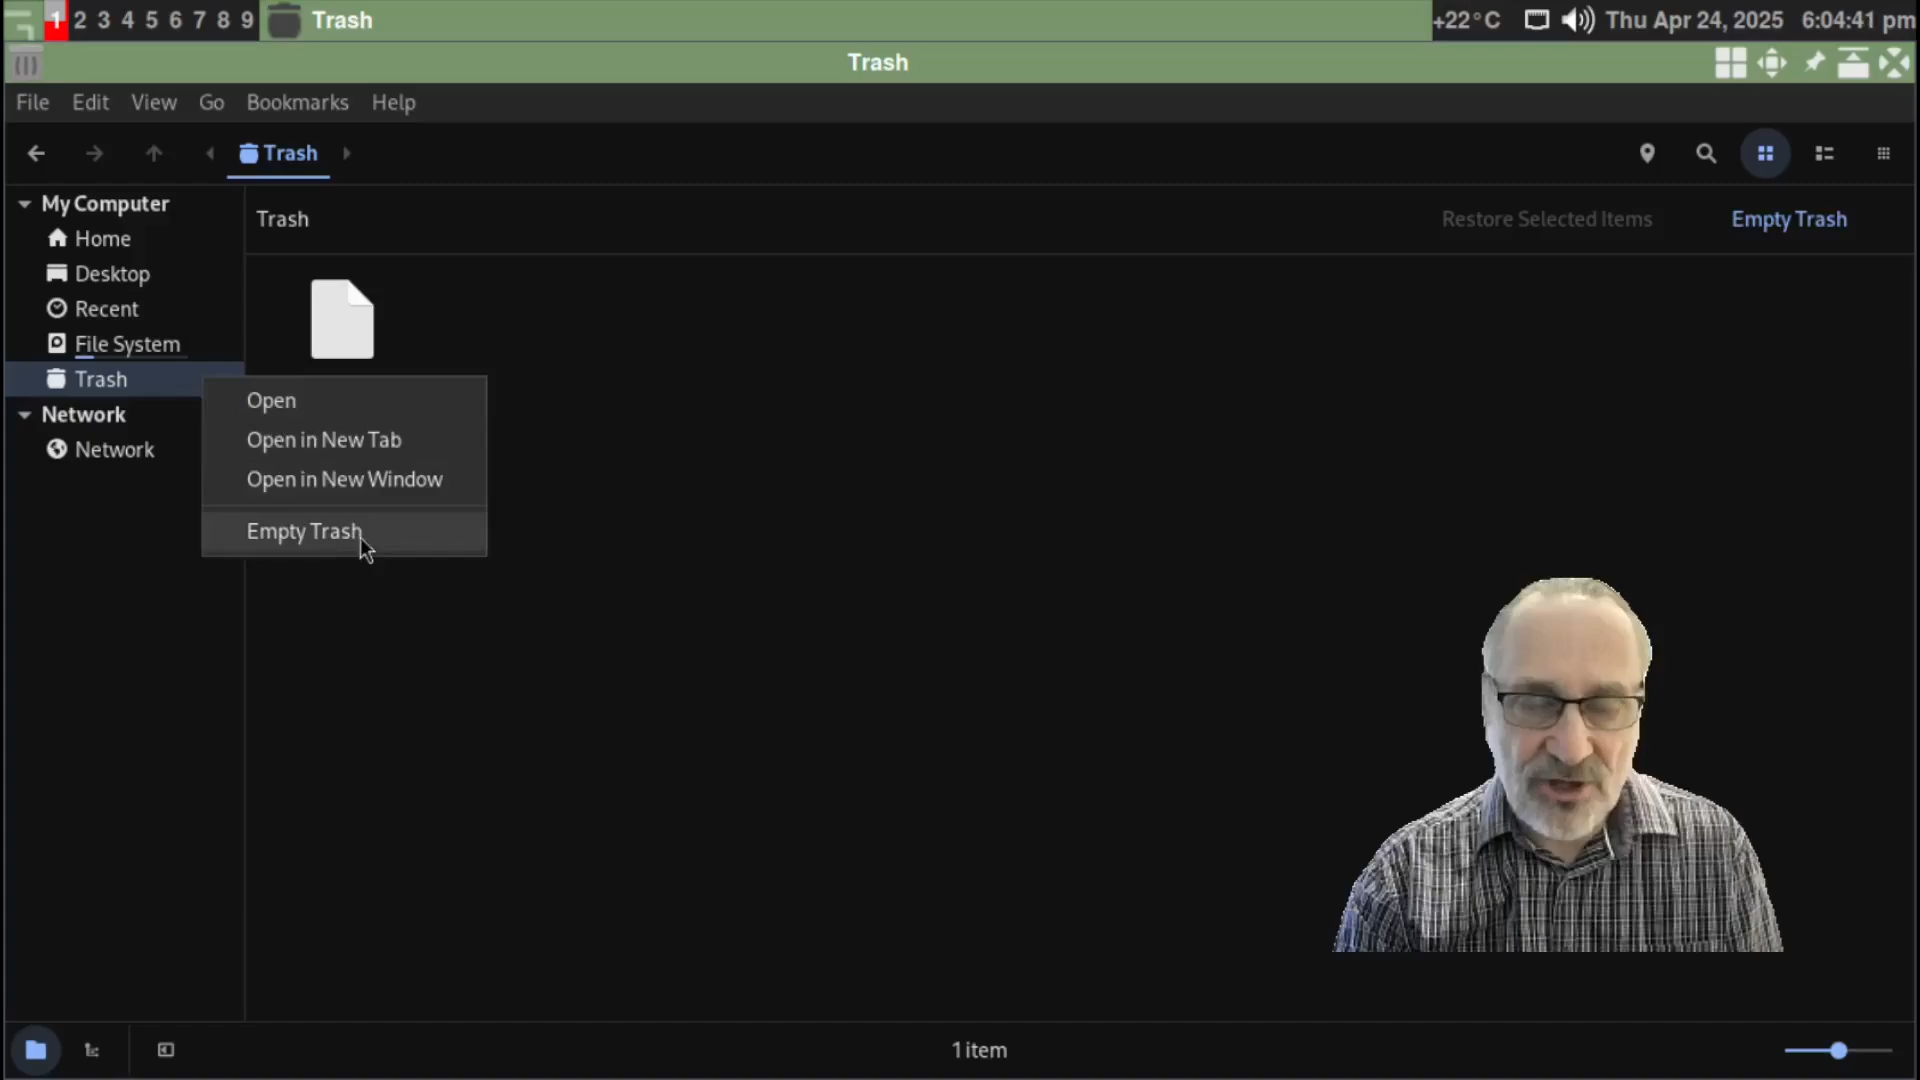 1 2 3 4 5 6 7 8 9 Trash +22°C Thu Apr 24, 2025 6:04:41 pm
Trash
File Edit View Go Bookmarks Help
Trash
My Computer
Home
Desktop
Recent
File System
Trash
Network
Network
Trash Restore Selected Items Empty Trash
Open
Open in New Tab
Open in New Window
Empty Trash
1 item